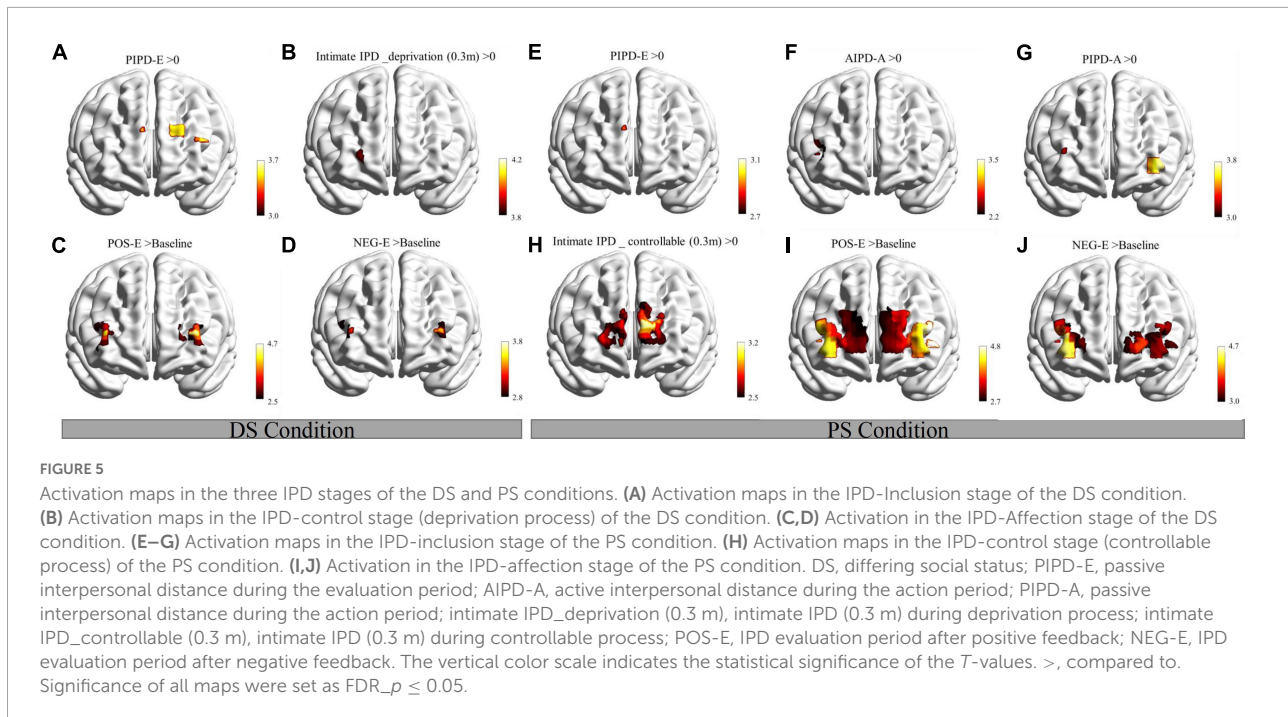 A
PIPD-E >0
3.7
3.0
B
Intimate IPD _deprivation (0.3m) >0
4.2
3.8
E
PIPD-E >0
3.1
2.7
F
AIPD-A >0
3.5
2.2
G
PIPD-A >0
3.8
3.0
C
POS-E >Baseline
4.7
2.5
D
NEG-E >Baseline
3.8
2.8
H
Intimate IPD _ controllable (0.3m) >0
3.2
2.5
I
POS-E >Baseline
4.8
2.7
J
NEG-E >Baseline
4.7
3.0
DS Condition
PS Condition
FIGURE 5
Activation maps in the three IPD stages of the DS and PS conditions. (A) Activation maps in the IPD-Inclusion stage of the DS condition.
(B) Activation maps in the IPD-control stage (deprivation process) of the DS condition. (C,D) Activation in the IPD-Affection stage of the DS
condition. (E–G) Activation maps in the IPD-inclusion stage of the PS condition. (H) Activation maps in the IPD-control stage (controllable
process) of the PS condition. (I,J) Activation in the IPD-affection stage of the PS condition. DS, differing social status; PIPD-E, passive
interpersonal distance during the evaluation period; AIPD-A, active interpersonal distance during the action period; PIPD-A, passive
interpersonal distance during the action period; intimate IPD_deprivation (0.3 m), intimate IPD (0.3 m) during deprivation process; intimate
IPD_controllable (0.3 m), intimate IPD (0.3 m) during controllable process; POS-E, IPD evaluation period after positive feedback; NEG-E, IPD
evaluation period after negative feedback. The vertical color scale indicates the statistical significance of the T-values. >, compared to.
Significance of all maps were set as FDR_p ≤ 0.05.